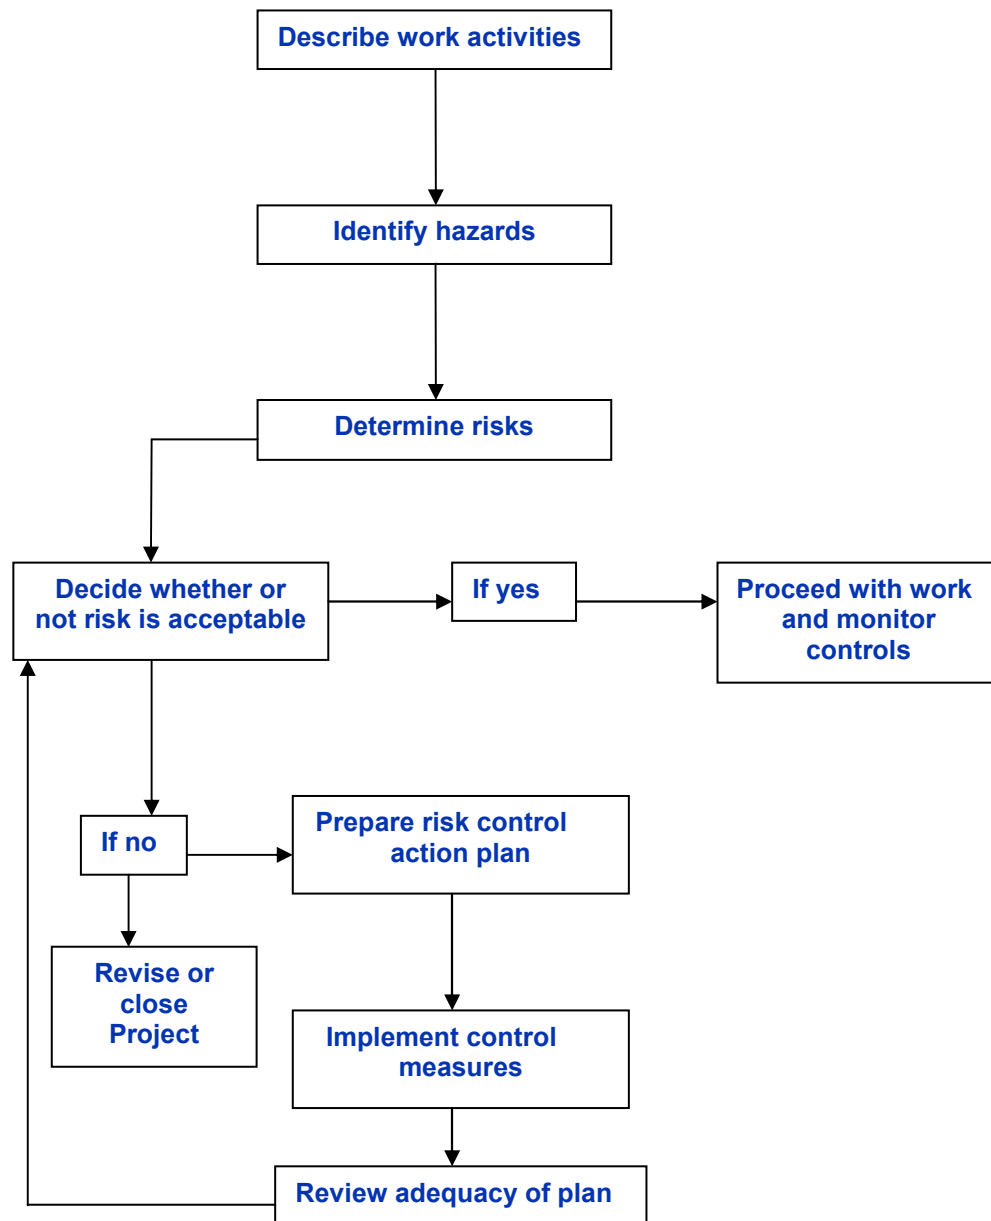 Describe work activities
Identify hazards
Determine risks
Decide whether or
not risk is acceptable
If yes
Proceed with work
and monitor
controls
If no
Prepare risk control
action plan
Revise or
close
Project
Implement control
measures
Review adequacy of plan